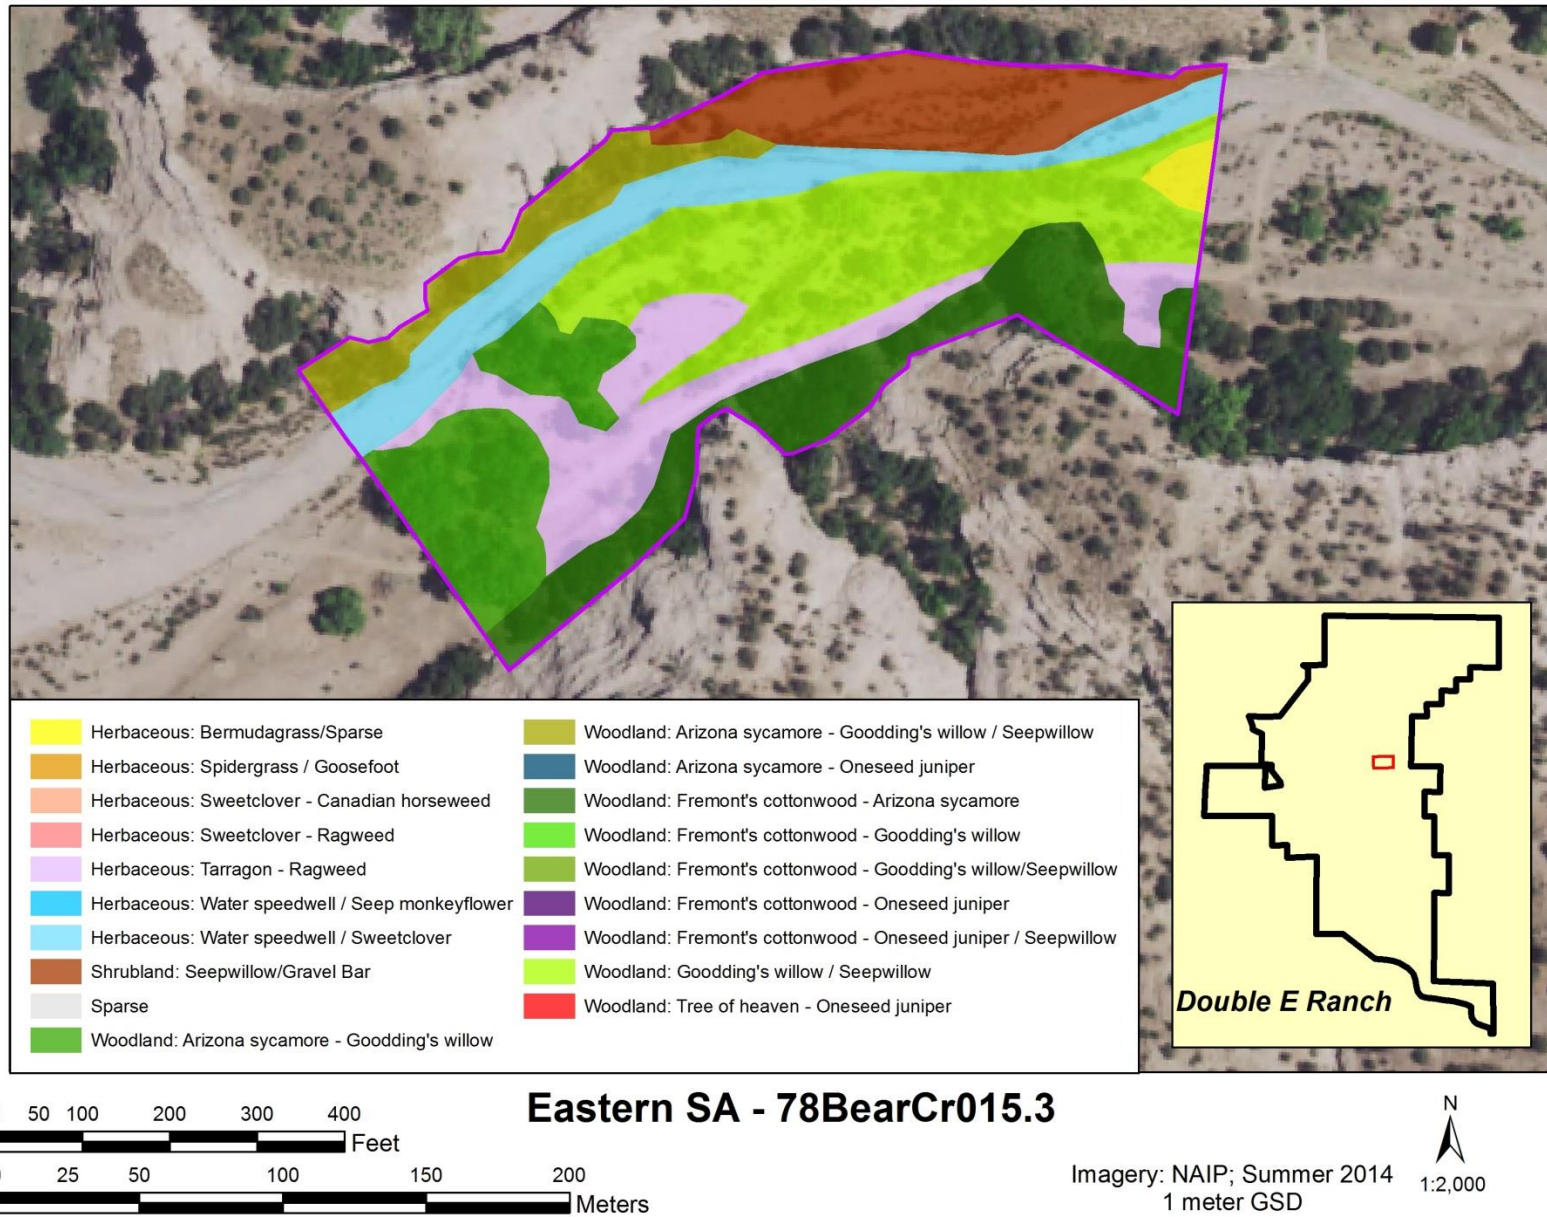 Herbaceous: Bermudagrass/Sparse
Herbaceous: Spidergrass / Goosefoot
Herbaceous: Sweetclover - Canadian horseweed
Herbaceous: Sweetclover - Ragweed
Herbaceous: Tarragon - Ragweed
Herbaceous: Water speedwell / Seep monkeyflower
Herbaceous: Water speedwell / Sweetclover
Shrubland: Seepwillow/Gravel Bar
Sparse
Woodland: Arizona sycamore - Goodding's willow
Woodland: Arizona sycamore - Goodding's willow / Seepwillow
Woodland: Arizona sycamore - Oneseed juniper
Woodland: Fremont's cottonwood - Arizona sycamore
Woodland: Fremont's cottonwood - Goodding's willow
Woodland: Fremont's cottonwood - Goodding's willow/Seepwillow
Woodland: Fremont's cottonwood - Oneseed juniper
Woodland: Fremont's cottonwood - Oneseed juniper / Seepwillow
Woodland: Goodding's willow / Seepwillow
Woodland: Tree of heaven - Oneseed juniper
Double E Ranch
50 100 200 300 400
Feet
25 50 100 150 200
Meters
Eastern SA - 78BearCr015.3
Imagery: NAIP; Summer 2014
1 meter GSD
N
1:2,000